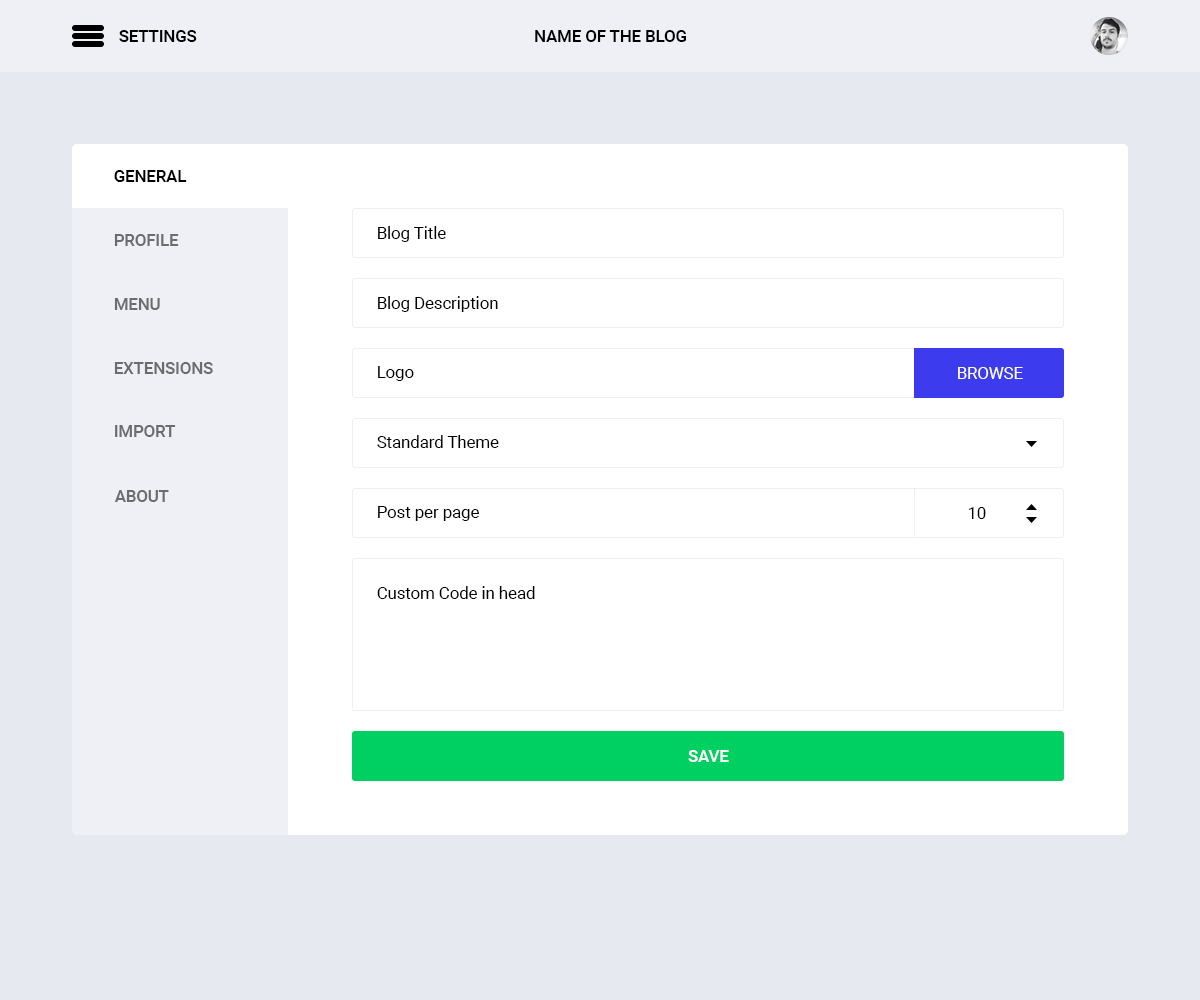 SETTINGS
NAME OF THE BLOG
GENERAL
PROFILE
MENU
EXTENSIONS
IMPORT
ABOUT
Blog Title
Blog Description
Logo
BROWSE
Standard Theme
Post per page
10
Custom Code in head
SAVE